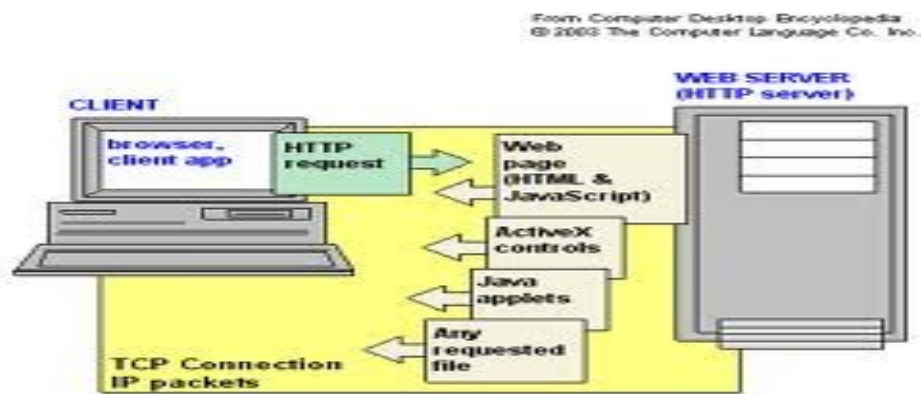 From Computer Desktop Encyclopedia
© 2003 The Computer Language Co. Inc.
WEB SERVER
(HTTP server)
CLIENT
browser,
client app
HTTP
request
Web
page
(HTML &
JavaScript)
ActiveX
controls
Java
applets
Any
requested
file
TCP Connection
IP packets